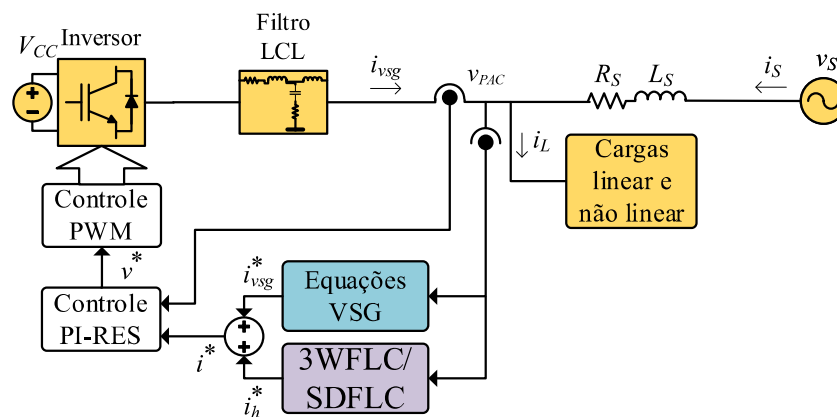 V_CC
Inversor
Filtro
LCL
i_vsg
v_PAC
R_S
L_S
i_S
v_S
i_L
Cargas
linear e
não linear
Controle
PWM
v*
Controle
PI-RES
i*
i*_vsg
Equações
VSG
3WFLC/
SDFLC
i*_h